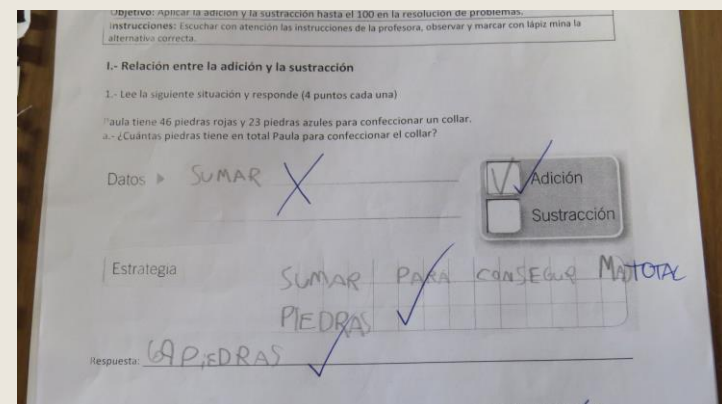 Objetivo: Aplicar la adición y la sustracción hasta el 100 en la resolución de problemas.
Instrucciones: Escuchar con atención las instrucciones de la profesora, observar y marcar con lápiz mina la
alternativa correcta.
I.- Relación entre la adición y la sustracción
1.- Lee la siguiente situación y responde (4 puntos cada una)
Paula tiene 46 piedras rojas y 23 piedras azules para confeccionar un collar.
a.- ¿Cuántas piedras tiene en total Paula para confeccionar el collar?
Datos SUMAR
Adición
Sustracción
Estrategia SUMAR PARA TOTAL
PIEDRAS
Respuesta: 69 PiEDRAS